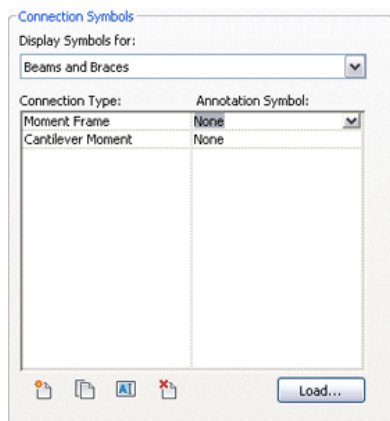 Connection Symbols
Display Symbols for:
Beams and Braces
Connection Type: Annotation Symbol:
Moment Frame None
Cantilever Moment None
AI Load...